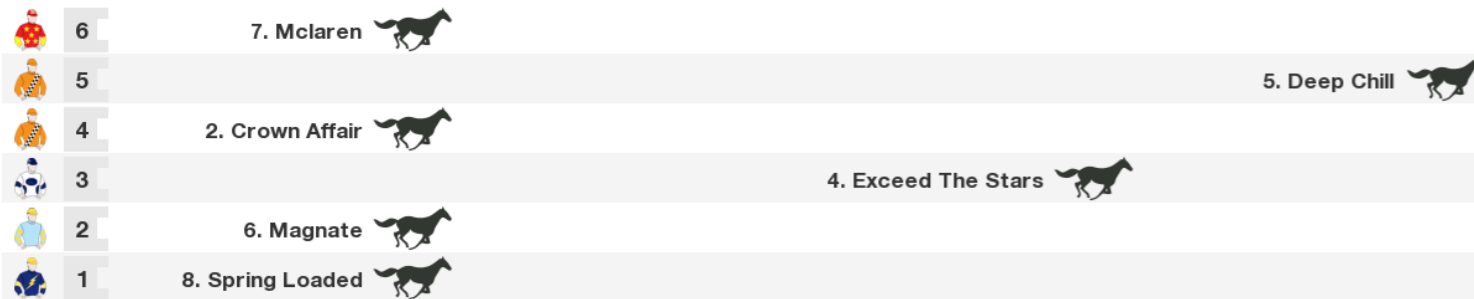 6 7. Mclaren
5 5. Deep Chill
4 2. Crown Affair
3 4. Exceed The Stars
2 6. Magnate
1 8. Spring Loaded